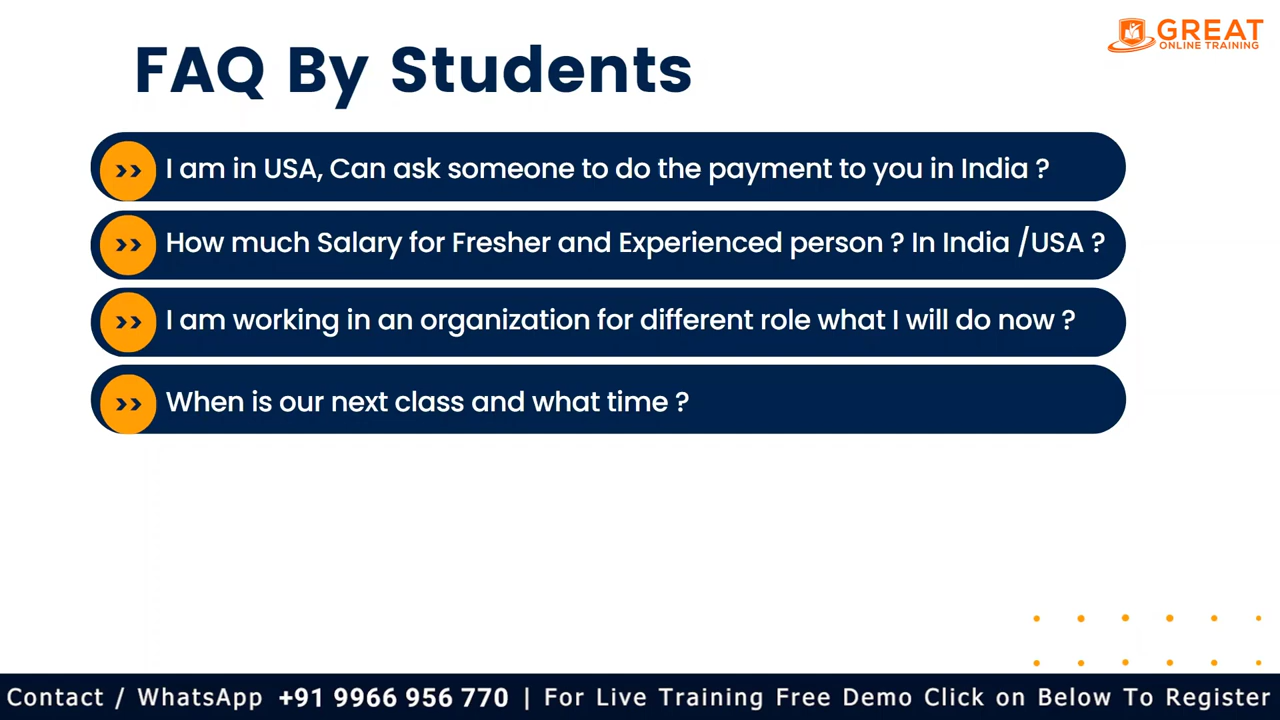 GREAT
ONLINE TRAINING
FAQ By Students
>> I am in USA, Can ask someone to do the payment to you in India ?
>> How much Salary for Fresher and Experienced person ? In India /USA ?
>> I am working in an organization for different role what I will do now ?
>> When is our next class and what time ?
Contact / WhatsApp +91 9966 956 770 | For Live Training Free Demo Click on Below To Register